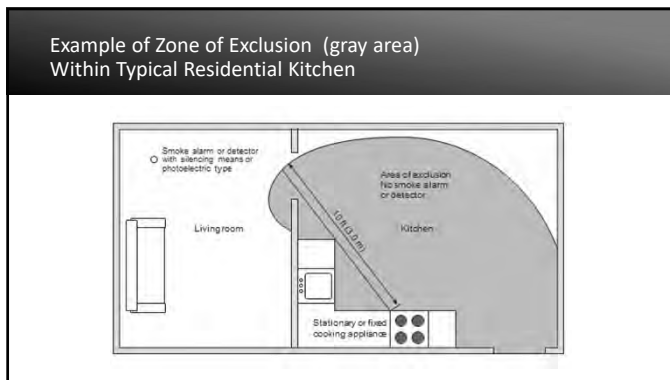 Example of Zone of Exclusion (gray area)
Within Typical Residential Kitchen
Smoke alarm or detector
with silencing means or
photoelectric type
Area of exclusion
No smoke alarm
or detector
Living room
10 ft (3.0 m)
Kitchen
Stationary or fixed
cooking appliance